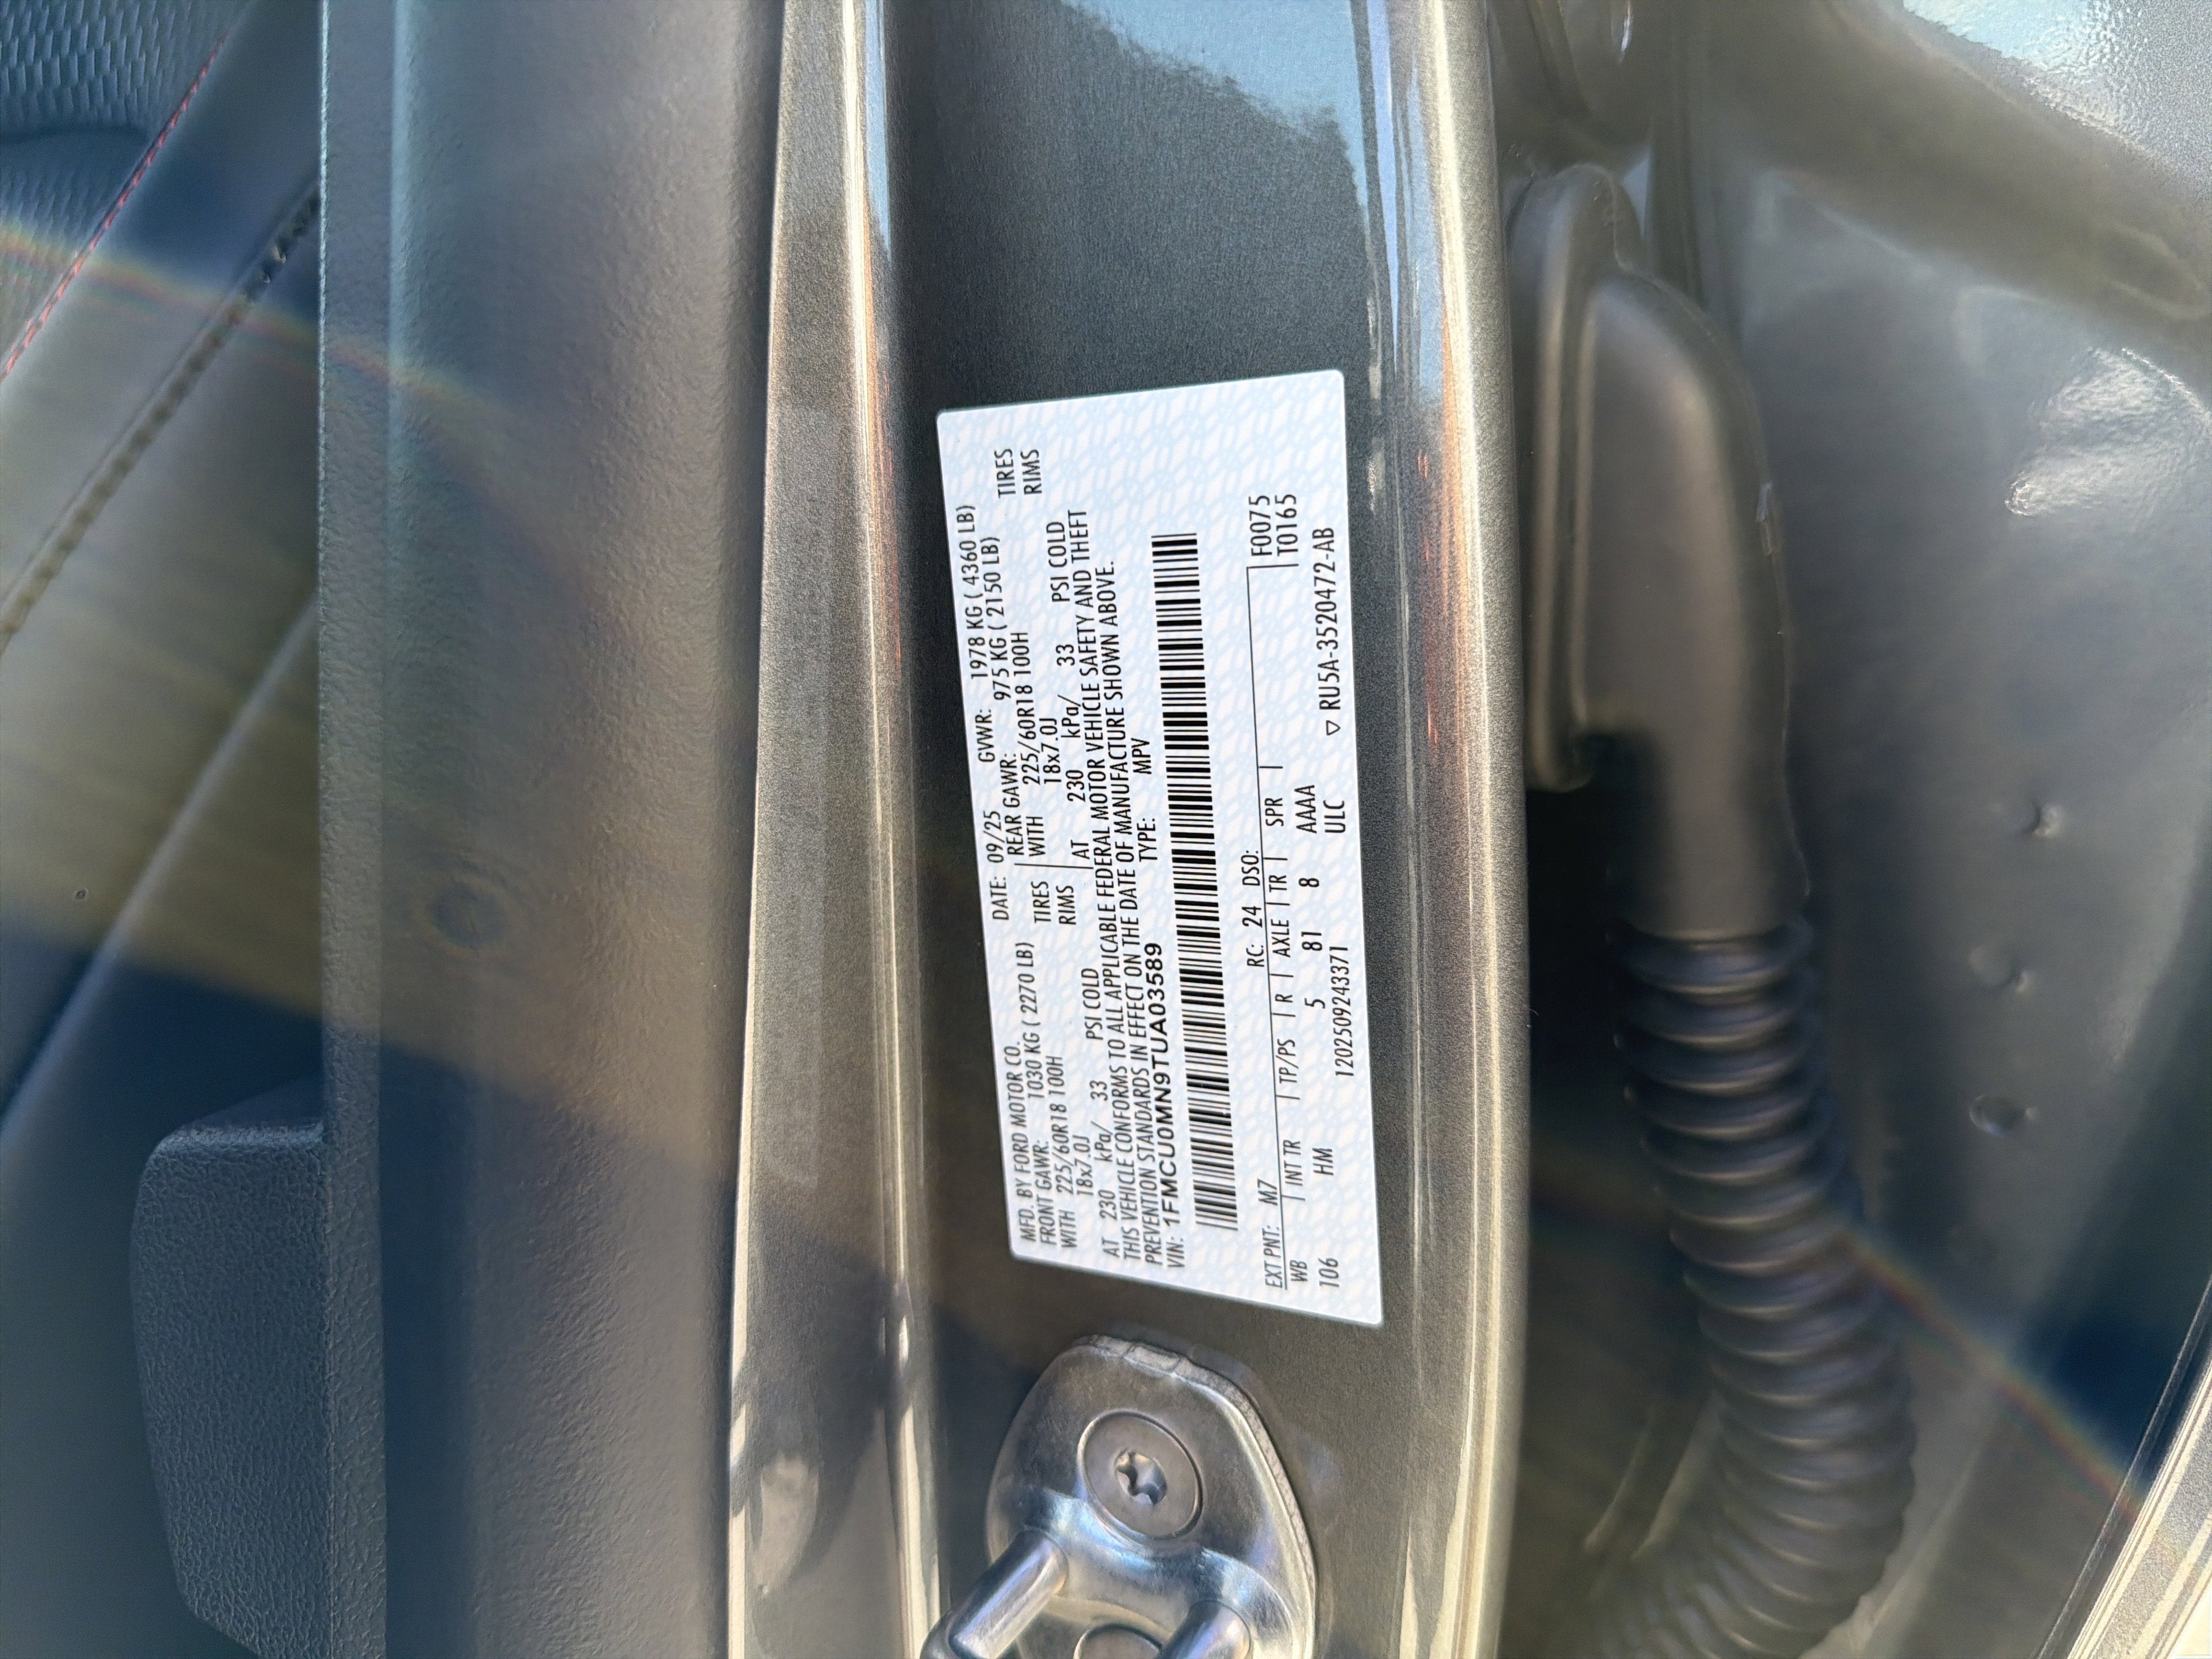 MFD. BY FORD MOTOR CO. DATE: 09/25 GVWR: 1978 KG ( 4360 LB)
FRONT GAWR: 1030 KG ( 2270 LB) REAR GAWR: 975 KG ( 2150 LB)
WITH 225/60R18 100H TIRES WITH 225/60R18 100H TIRES
18x7.0J RIMS 18x7.0J RIMS
AT 230 kPa/ 33 PSI COLD AT 230 kPa/ 33 PSI COLD
THIS VEHICLE CONFORMS TO ALL APPLICABLE FEDERAL MOTOR VEHICLE SAFETY AND THEFT
PREVENTION STANDARDS IN EFFECT ON THE DATE OF MANUFACTURE SHOWN ABOVE.
VIN: 1FMCU0MN9TUA03589 TYPE: MPV
EXT PNT: M7 RC: 24 DSO: F0075
WB INT TR TP/PS R AXLE TR SPR T0165
106 HM 5 81 8 AAAA
120250924337​1 ULC ▽ RU5A-3520472-AB